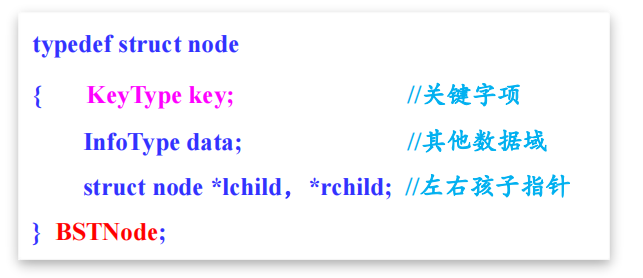 typedef struct node
{ KeyType key; //关键字项
InfoType data; //其他数据域
struct node *lchild，*rchild; //左右孩子指针
} BSTNode;